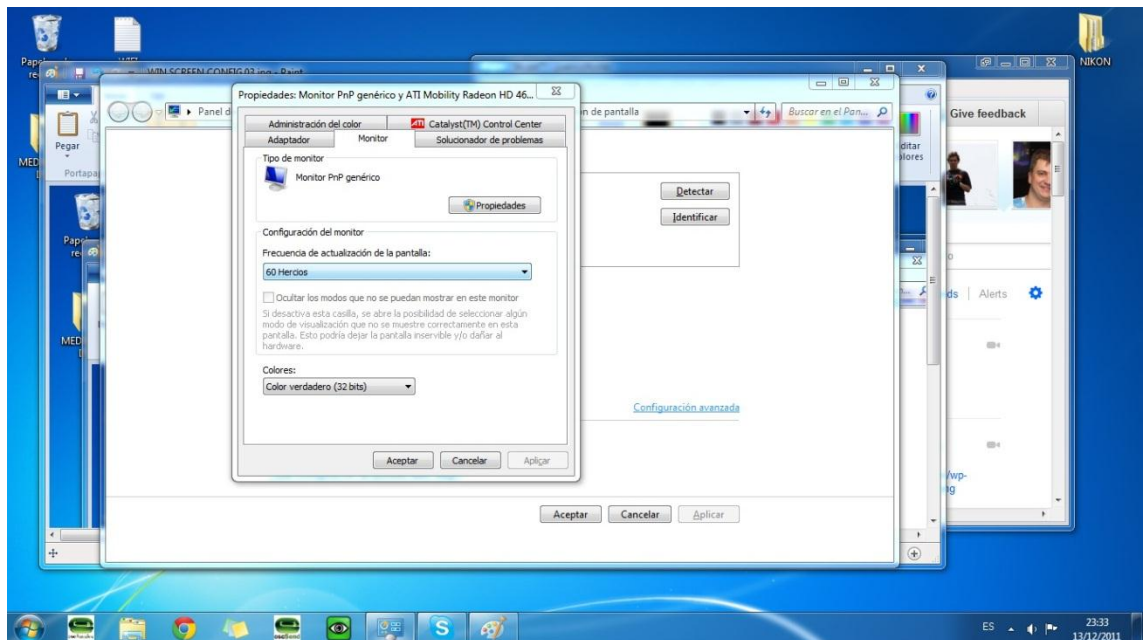 NIKON
WIN SCREEN CONFIG 03.jpg - Paint
Propiedades: Monitor PnP genérico y ATI Mobility Radeon HD 46...
Panel d
n de pantalla
Buscar en el Pan...
Give feedback
Administración del color
ATI Catalyst(TM) Control Center
Adaptador
Monitor
Solucionador de problemas
Pegar
Portapa
Tipo de monitor
Monitor PnP genérico
Propiedades
Detectar
Identificar
Configuración del monitor
Frecuencia de actualización de la pantalla:
60 Hercios
Ocultar los modos que no se puedan mostrar en este monitor
Si desactiva esta casilla, se abre la posibilidad de seleccionar algún
modo de visualización que no se muestre correctamente en esta
pantalla. Esto podría dejar la pantalla inservible y/o dañar al
hardware.
ds | Alerts
Colores:
Color verdadero (32 bits)
Configuración avanzada
Aceptar
Cancelar
Aplicar
/wp-
Aceptar
Cancelar
Aplicar
ES
23:33
13/12/2011